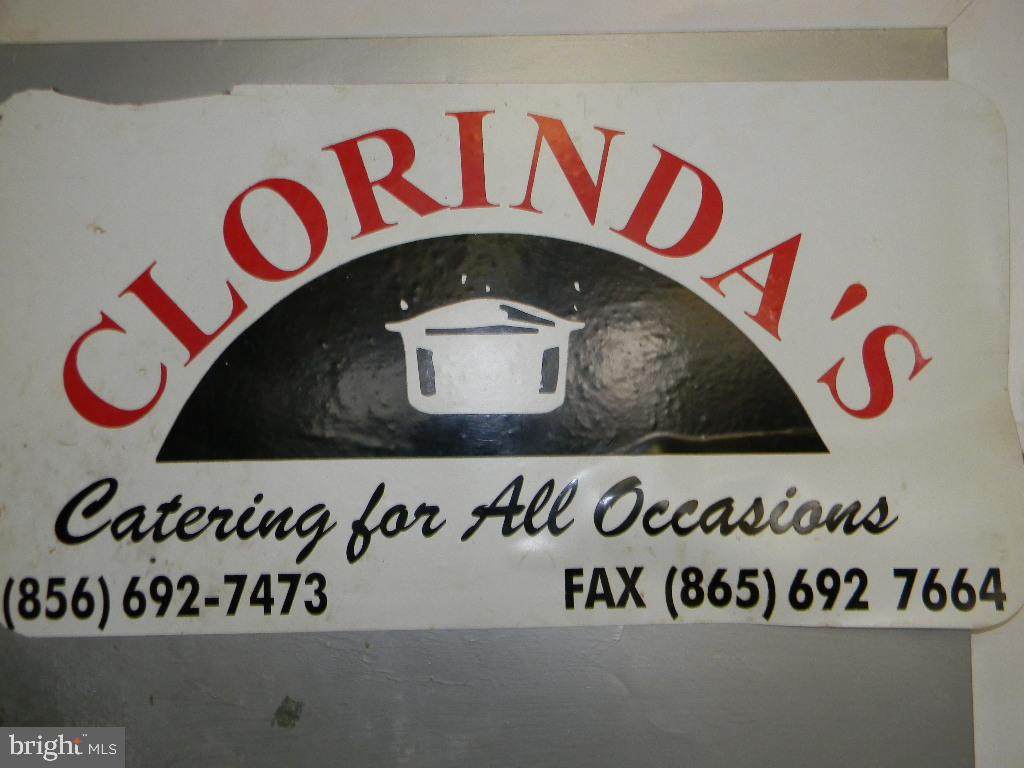 CLORINDA'S
Catering for All Occasions
(856) 692-7473 FAX (865) 692 7664
bright MLS